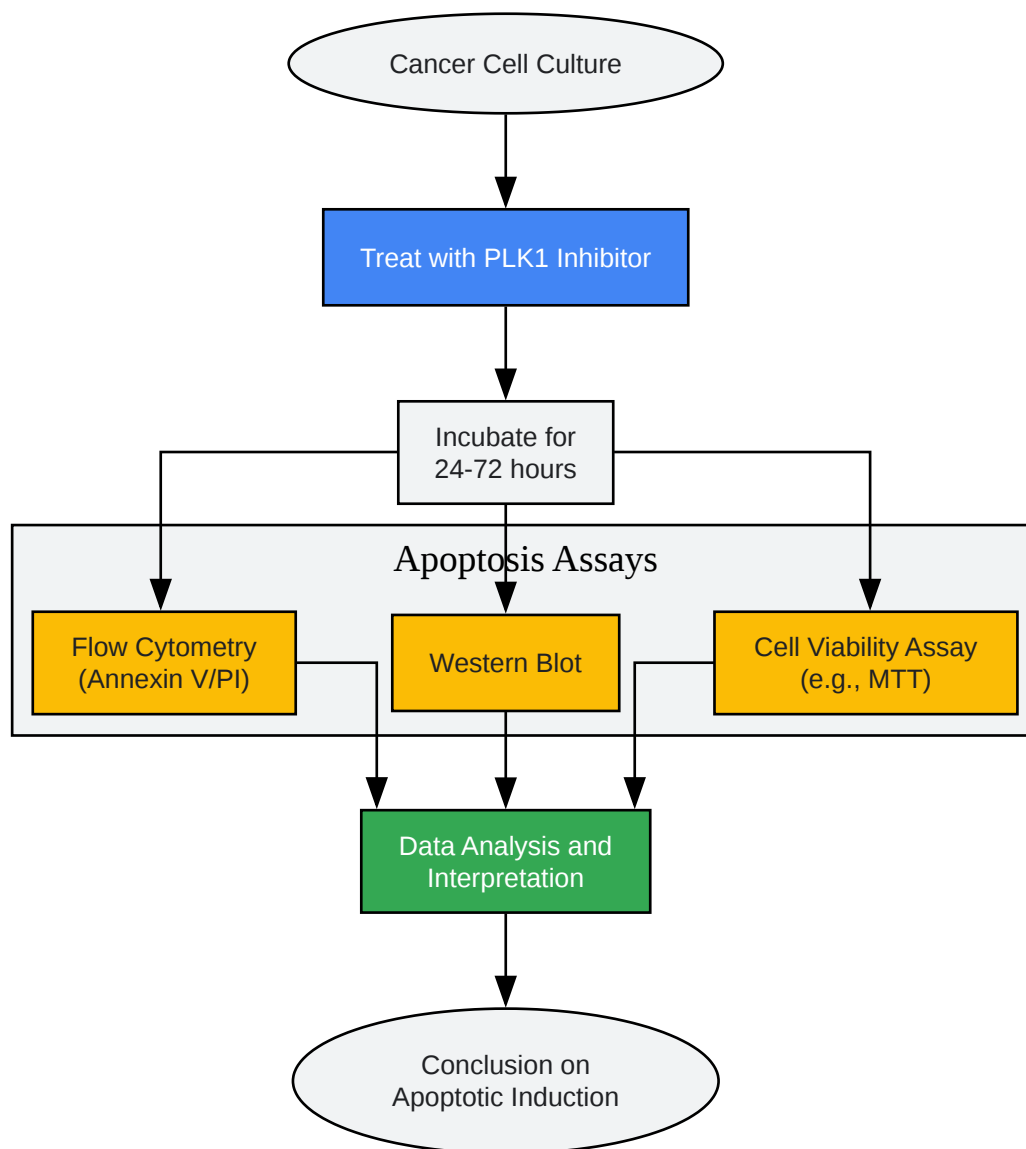 Cancer Cell Culture
Treat with PLK1 Inhibitor
Incubate for
24-72 hours
Apoptosis Assays
Flow Cytometry
(Annexin V/PI)
Western Blot
Cell Viability Assay
(e.g., MTT)
Data Analysis and
Interpretation
Conclusion on
Apoptotic Induction